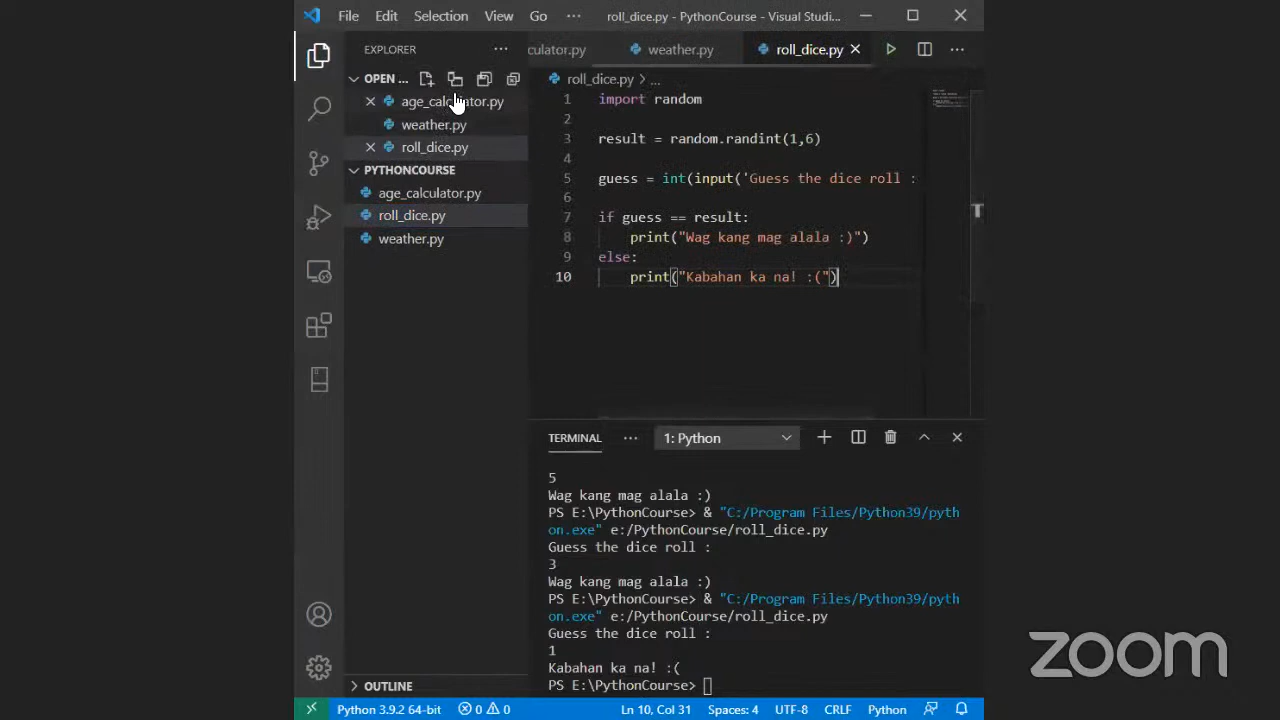 File Edit Selection View Go ··· roll_dice.py - PythonCourse - Visual Studi...
EXPLORER
OPEN ...
age_calculator.py
weather.py
roll_dice.py
PYTHONCOURSE
age_calculator.py
roll_dice.py
weather.py
OUTLINE
culator.py weather.py roll_dice.py
roll_dice.py > ...
1 import random
2
3 result = random.randint(1,6)
4
5 guess = int(input('Guess the dice roll :
6
7 if guess == result:
8 print("Wag kang mag alala :)")
9 else:
10 print("Kabahan ka na! :(")
TERMINAL ··· 1: Python
5
Wag kang mag alala :)
PS E:\PythonCourse> & "C:/Program Files/Python39/pyth
on.exe" e:/PythonCourse/roll_dice.py
Guess the dice roll :
3
Wag kang mag alala :)
PS E:\PythonCourse> & "C:/Program Files/Python39/pyth
on.exe" e:/PythonCourse/roll_dice.py
Guess the dice roll :
1
Kabahan ka na! :(
PS E:\PythonCourse>
Python 3.9.2 64-bit 0 0 Ln 10, Col 31 Spaces: 4 UTF-8 CRLF Python
zoom